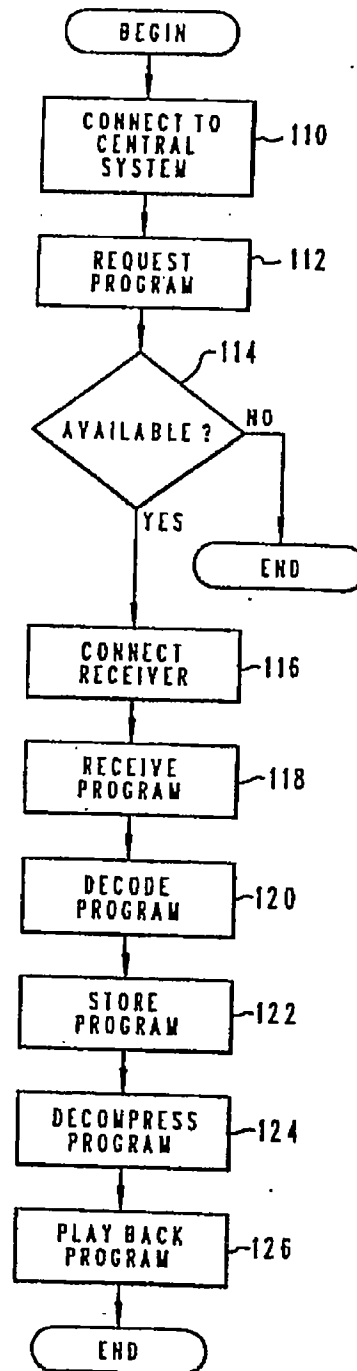 BEGIN
CONNECT TO
CENTRAL
SYSTEM
110
REQUEST
PROGRAM
112
114
AVAILABLE ?
NO
YES
END
CONNECT
RECEIVER
116
RECEIVE
PROGRAM
118
DECODE
PROGRAM
120
STORE
PROGRAM
122
DECOMPRESS
PROGRAM
124
PLAY BACK
PROGRAM
126
END